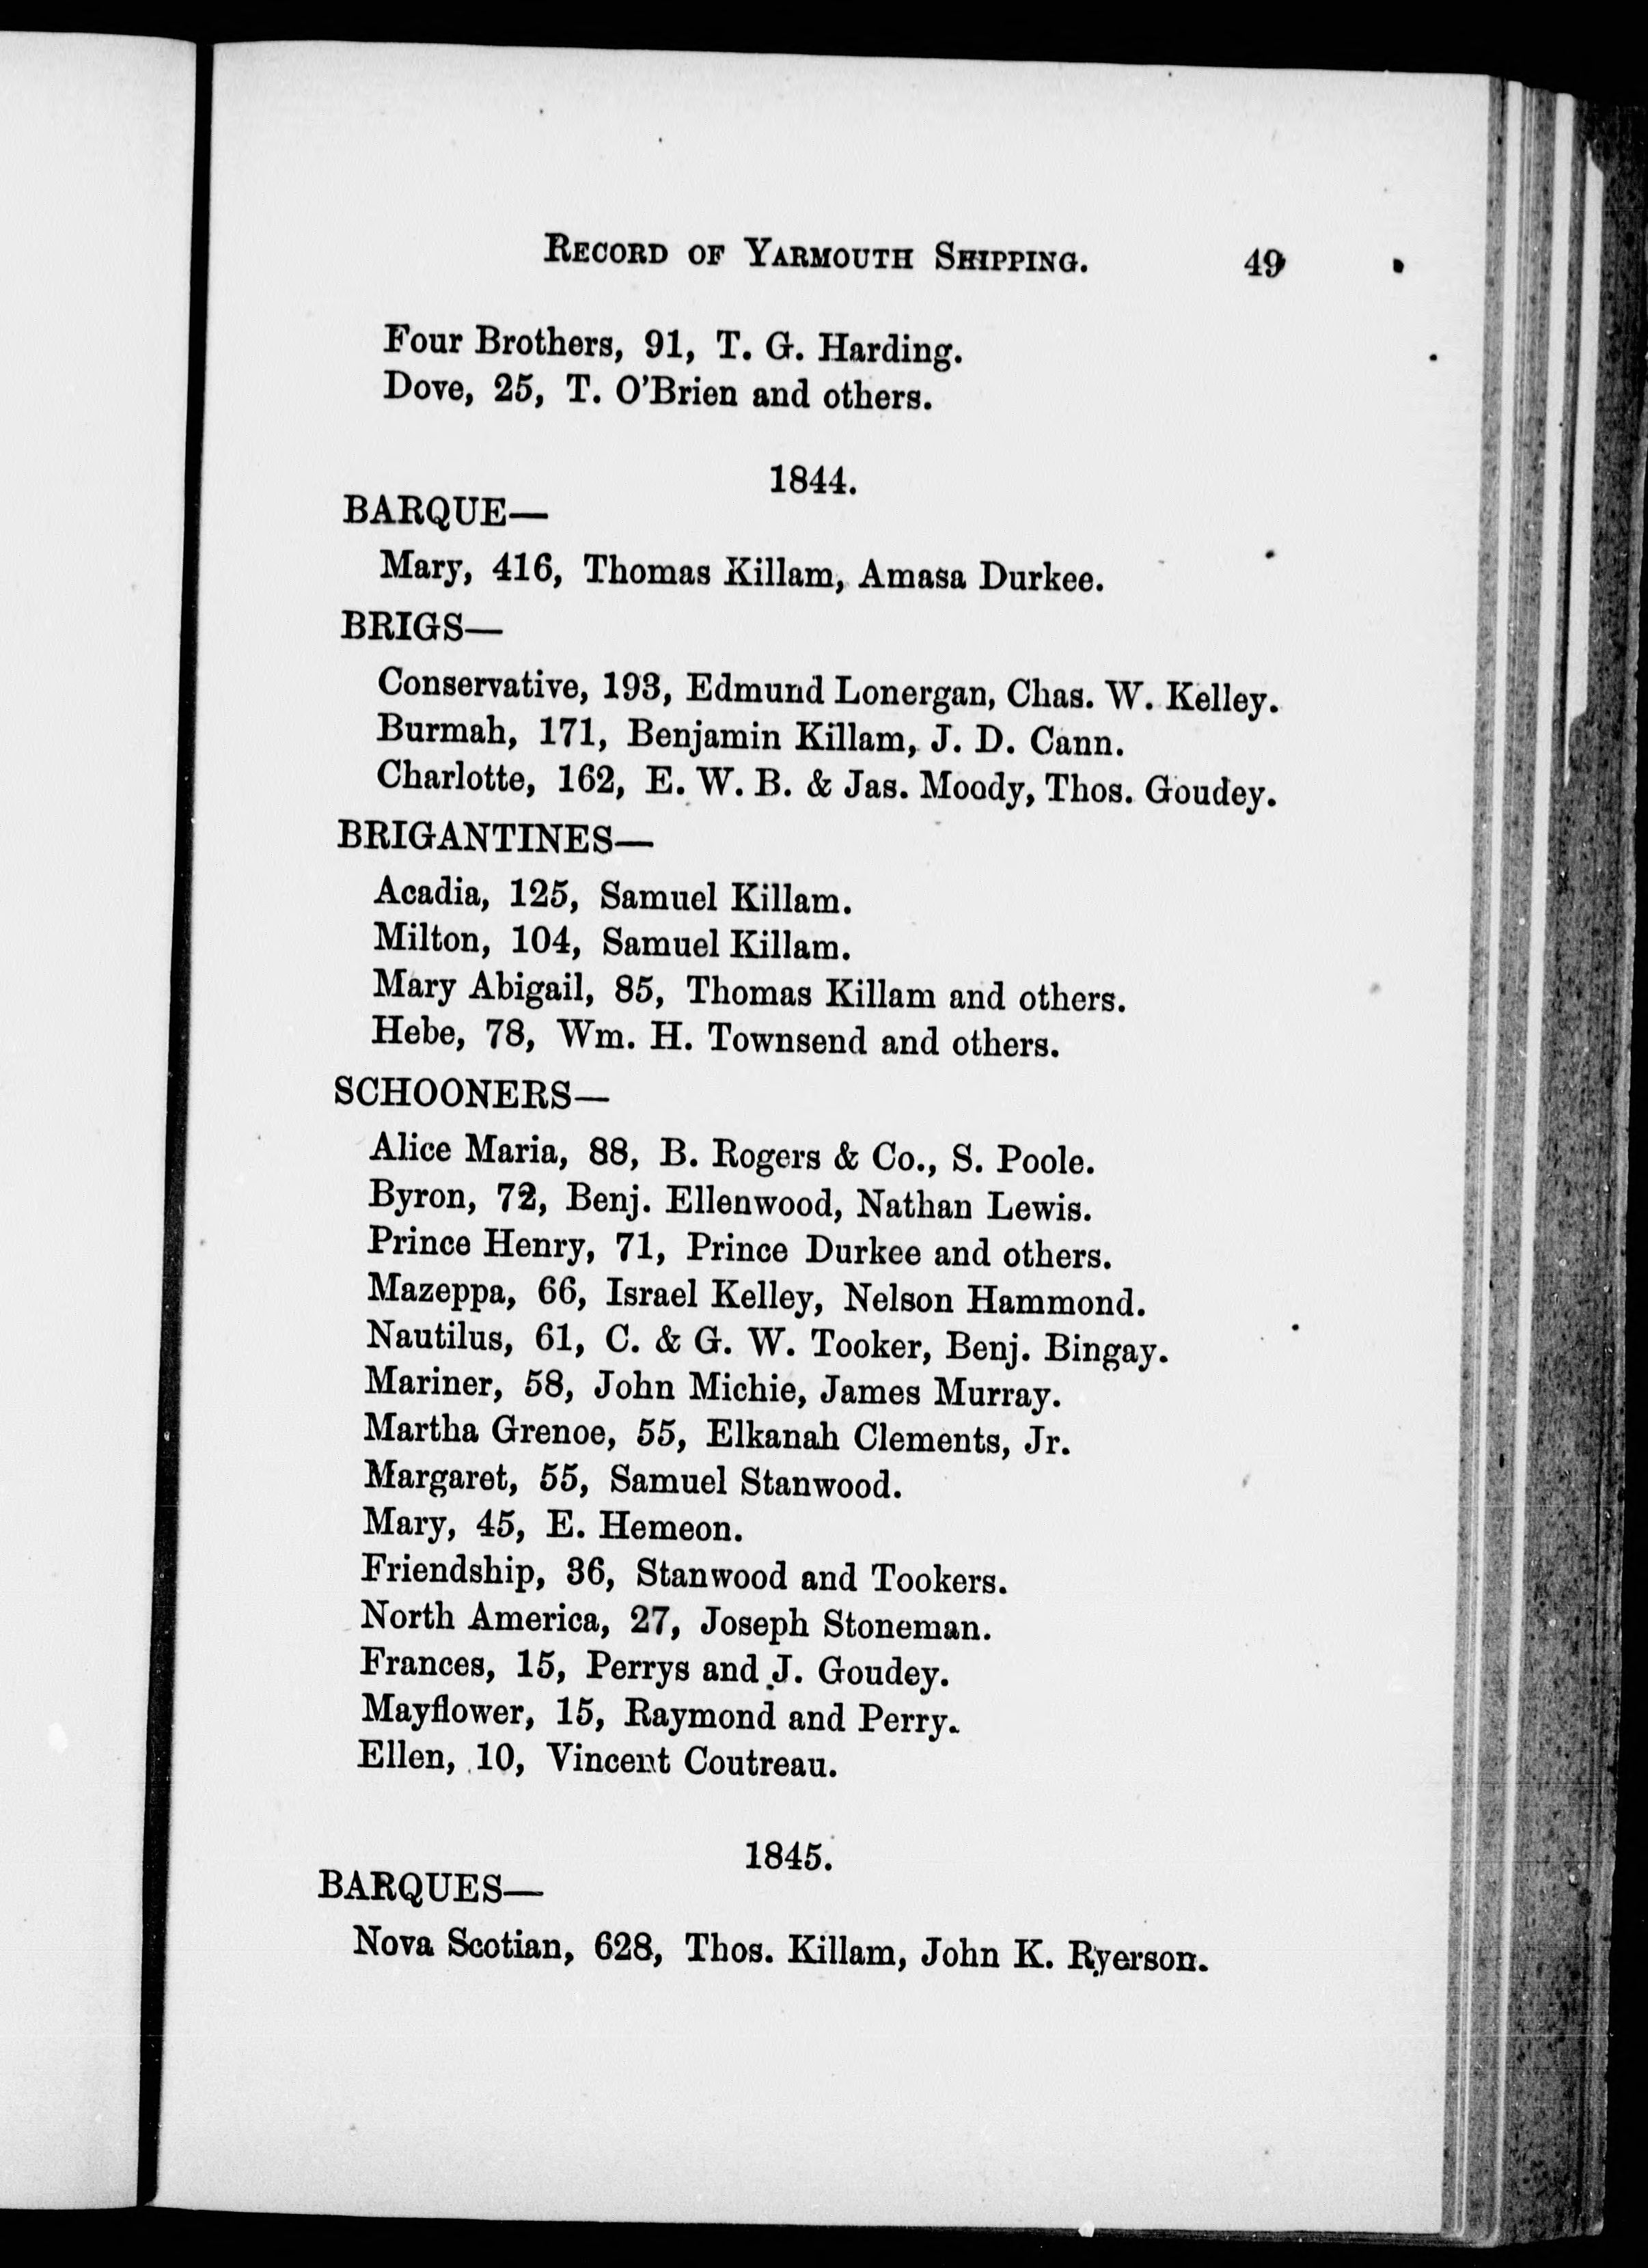 RECORD OF YARMOUTH SHIPPING. 49
Four Brothers, 91, T. G. Harding.
Dove, 25, T. O'Brien and others.
1844.
BARQUE—
Mary, 416, Thomas Killam, Amasa Durkee.
BRIGS—
Conservative, 193, Edmund Lonergan, Chas. W. Kelley.
Burmah, 171, Benjamin Killam, J. D. Cann.
Charlotte, 162, E. W. B. & Jas. Moody, Thos. Goudey.
BRIGANTINES—
Acadia, 125, Samuel Killam.
Milton, 104, Samuel Killam.
Mary Abigail, 85, Thomas Killam and others.
Hebe, 78, Wm. H. Townsend and others.
SCHOONERS—
Alice Maria, 88, B. Rogers & Co., S. Poole.
Byron, 72, Benj. Ellenwood, Nathan Lewis.
Prince Henry, 71, Prince Durkee and others.
Mazeppa, 66, Israel Kelley, Nelson Hammond.
Nautilus, 61, C. & G. W. Tooker, Benj. Bingay.
Mariner, 58, John Michie, James Murray.
Martha Grenoe, 55, Elkanah Clements, Jr.
Margaret, 55, Samuel Stanwood.
Mary, 45, E. Hemeon.
Friendship, 36, Stanwood and Tookers.
North America, 27, Joseph Stoneman.
Frances, 15, Perrys and J. Goudey.
Mayflower, 15, Raymond and Perry.
Ellen, 10, Vincent Coutreau.
1845.
BARQUES—
Nova Scotian, 628, Thos. Killam, John K. Ryerson.